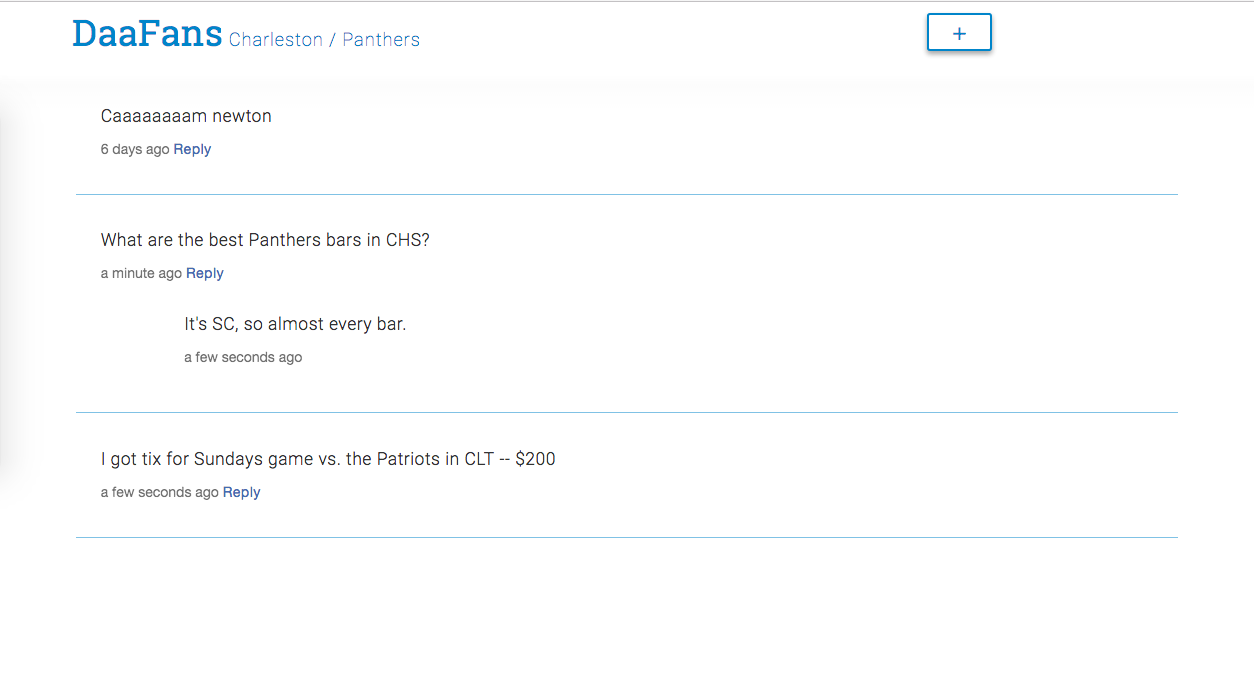 DaaFans Charleston / Panthers +
Caaaaaaaam newton
6 days ago Reply
What are the best Panthers bars in CHS?
a minute ago Reply
It's SC, so almost every bar.
a few seconds ago
I got tix for Sundays game vs. the Patriots in CLT -- $200
a few seconds ago Reply